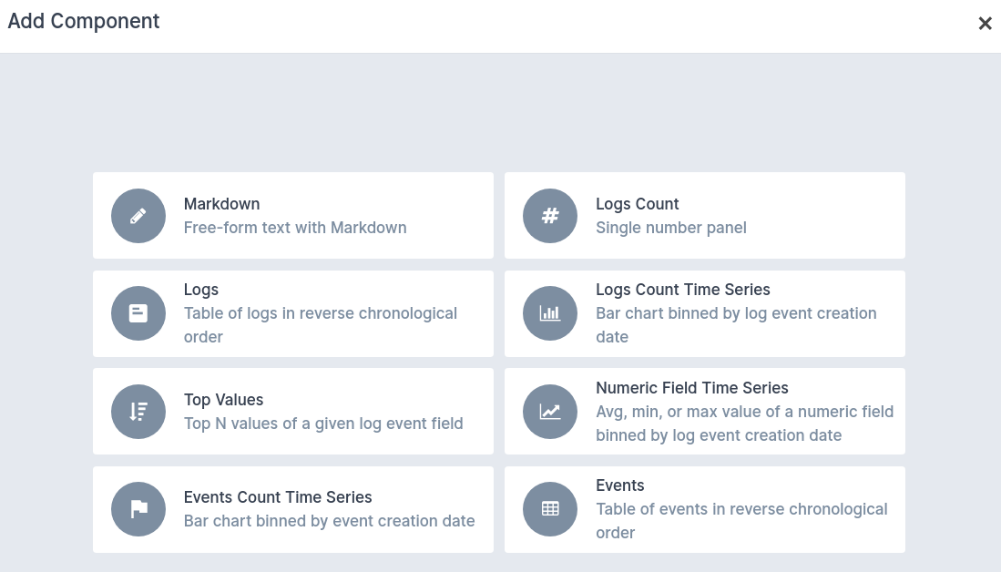 Add Component
Markdown
Free-form text with Markdown
Logs Count
Single number panel
Logs
Table of logs in reverse chronological
order
Logs Count Time Series
Bar chart binned by log event creation
date
Top Values
Top N values of a given log event field
Numeric Field Time Series
Avg, min, or max value of a numeric field
binned by log event creation date
Events Count Time Series
Bar chart binned by event creation date
Events
Table of events in reverse chronological
order